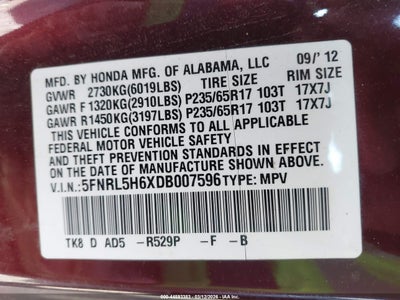 MFD. BY HONDA MFG. OF ALABAMA, LLC 09/' 12
GVWR 2730KG(6019LBS) TIRE SIZE RIM SIZE
GAWR F 1320KG(2910LBS) P235/65R17 103T 17X7J
GAWR R 1450KG(3197LBS) P235/65R17 103T 17X7J
THIS VEHICLE CONFORMS TO ALL APPLICABLE
FEDERAL MOTOR VEHICLE SAFETY
AND THEFT PREVENTION STANDARDS IN EFFECT
ON THE DATE OF MANUFACTURE SHOWN ABOVE.
V.I.N.: 5FNRL5H6XDB007596 TYPE: MPV
TK8 D AD5 -R529P -F -B